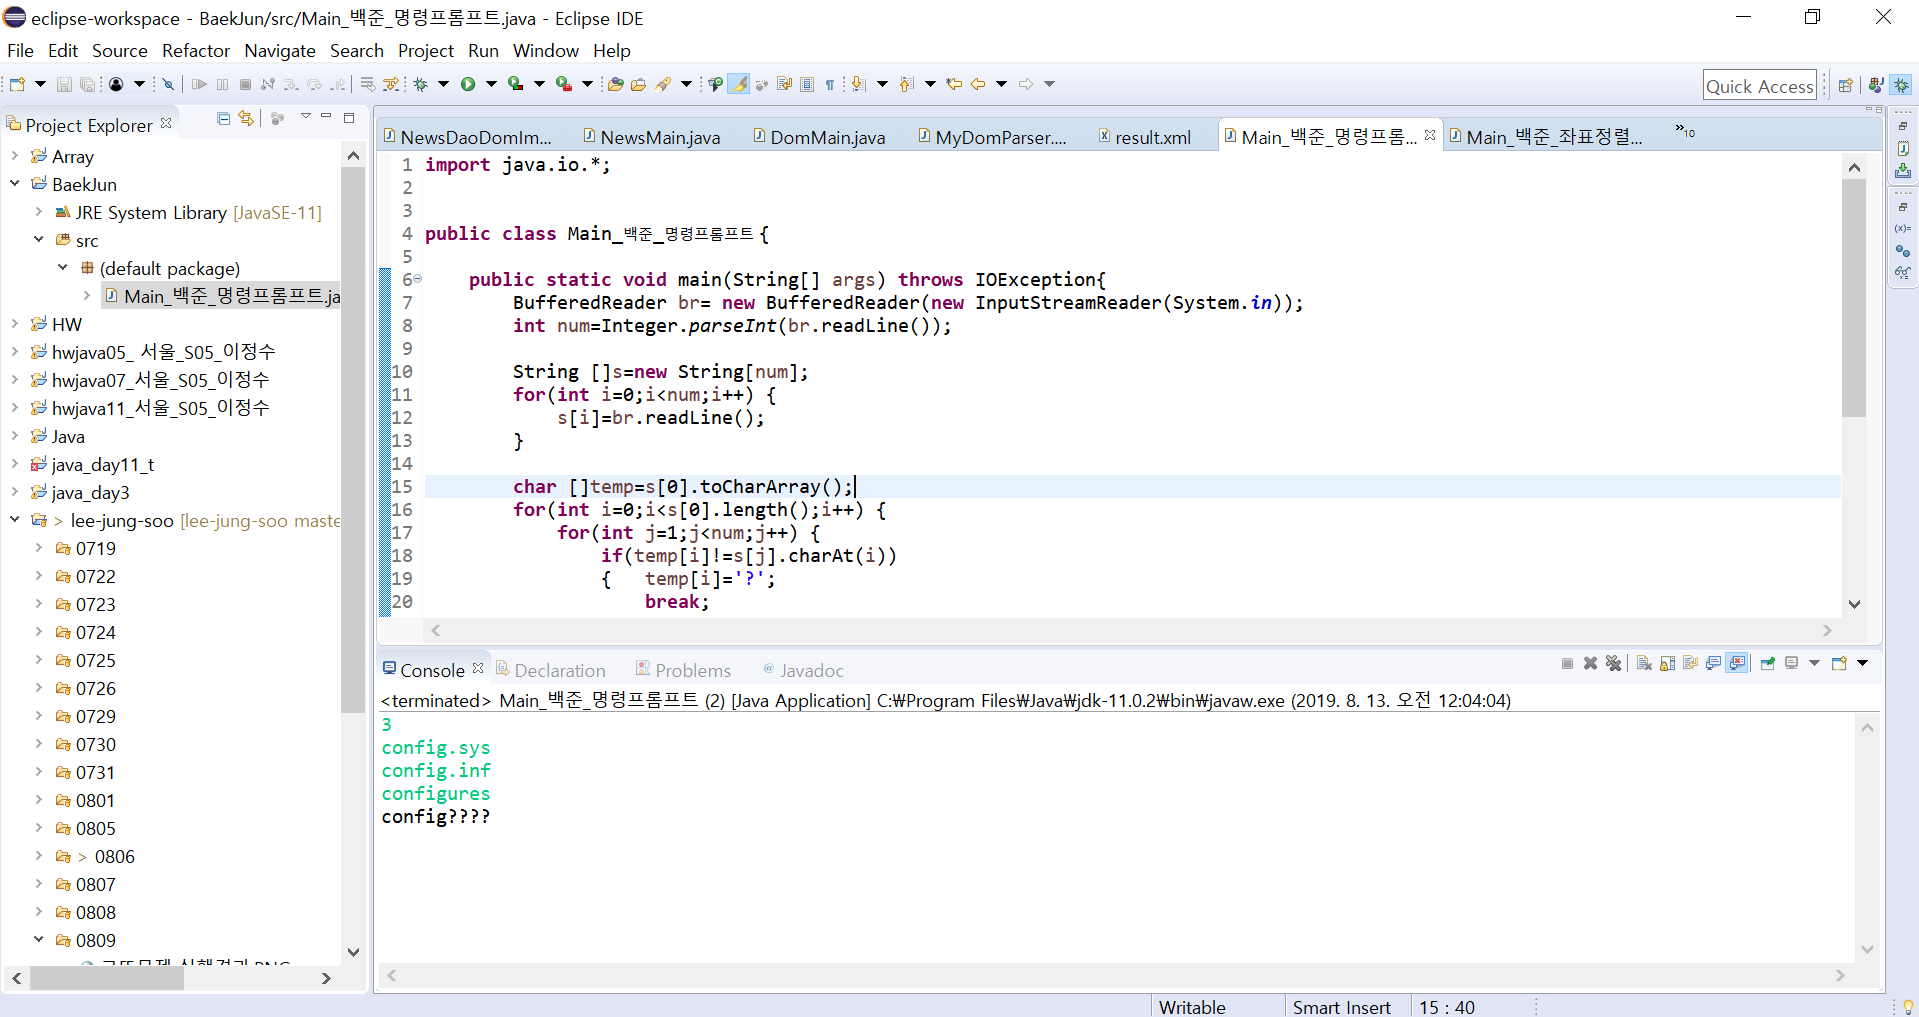 eclipse-workspace - BaekJun/src/Main_백준_명령프롬프트.java - Eclipse IDE
File Edit Source Refactor Navigate Search Project Run Window Help
Quick Access
Project Explorer
Array
BaekJun
JRE System Library [JavaSE-11]
src
(default package)
Main_백준_명령프롬프트.ja
HW
hwjava05_ 서울_S05_이정수
hwjava07_서울_S05_이정수
hwjava11_서울_S05_이정수
Java
java_day11_t
java_day3
> lee-jung-soo [lee-jung-soo maste
0719
0722
0723
0724
0725
0726
0729
0730
0731
0801
0805
> 0806
0807
0808
0809
NewsDaoDomIm... NewsMain.java DomMain.java MyDomParser.... result.xml Main_백준_명령프롬... Main_백준_좌표정렬... »10
1 import java.io.*;
2
3
4 public class Main_백준_명령프롬프트 {
5
6 public static void main(String[] args) throws IOException{
7 BufferedReader br= new BufferedReader(new InputStreamReader(System.in));
8 int num=Integer.parseInt(br.readLine());
9
10 String []s=new String[num];
11 for(int i=0;i<num;i++) {
12 s[i]=br.readLine();
13 }
14
15 char []temp=s[0].toCharArray();
16 for(int i=0;i<s[0].length();i++) {
17 for(int j=1;j<num;j++) {
18 if(temp[i]!=s[j].charAt(i))
19 { temp[i]='?';
20 break;
Console Declaration Problems @ Javadoc
<terminated> Main_백준_명령프롬프트 (2) [Java Application] C:₩Program Files₩Java₩jdk-11.0.2₩bin₩javaw.exe (2019. 8. 13. 오전 12:04:04)
3
config.sys
config.inf
configures
config????
Writable Smart Insert 15 : 40